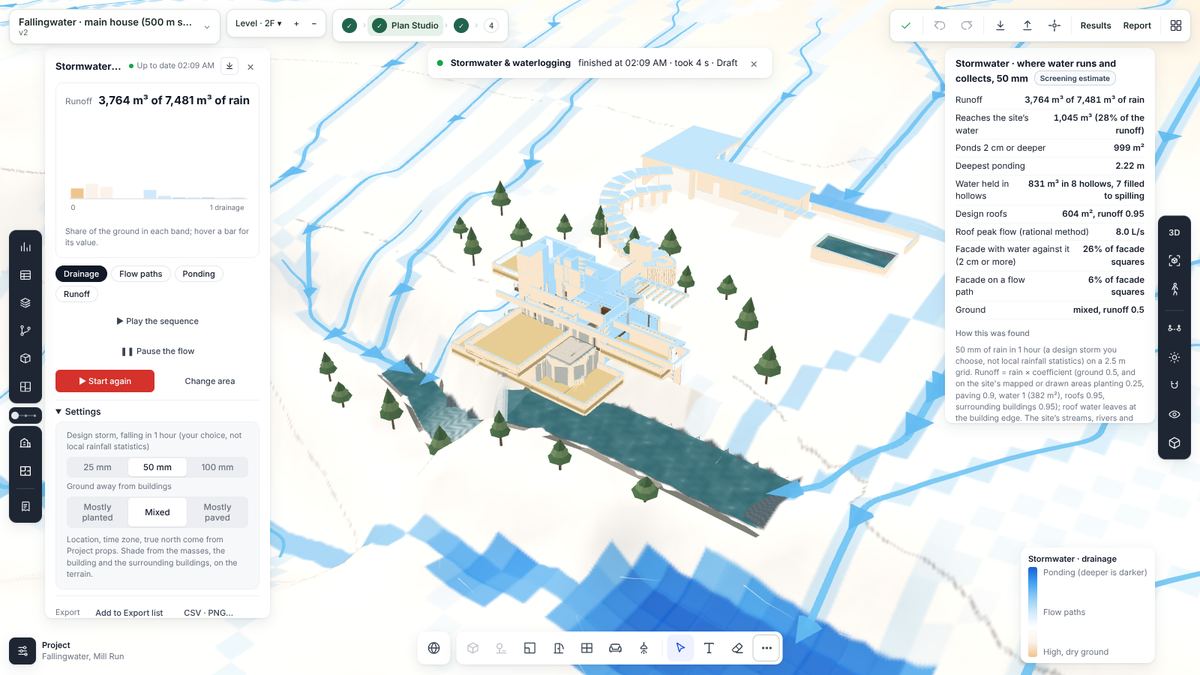 Fallingwater · main house (500 m s...
v2
Level · 2F ▾ + −
Plan Studio
4
Results Report
Stormwater...
Up to date 02:09 AM
Runoff 3,764 m³ of 7,481 m³ of rain
0
1 drainage
Share of the ground in each band; hover a bar for
its value.
Drainage Flow paths Ponding
Runoff
▶ Play the sequence
❚❚ Pause the flow
▶ Start again Change area
▼ Settings
Design storm, falling in 1 hour (your choice, not
local rainfall statistics)
25 mm 50 mm 100 mm
Ground away from buildings
Mostly planted Mixed Mostly paved
Location, time zone, true north come from
Project props. Shade from the masses, the
building and the surrounding buildings, on the
terrain.
Export Add to Export list CSV · PNG...
Project
Fallingwater, Mill Run
Stormwater & waterlogging finished at 02:09 AM · took 4 s · Draft
Stormwater · where water runs and
collects, 50 mm Screening estimate
Runoff 3,764 m³ of 7,481 m³ of rain
Reaches the site's water 1,045 m³ (28% of the runoff)
Ponds 2 cm or deeper 999 m²
Deepest ponding 2.22 m
Water held in hollows 831 m³ in 8 hollows, 7 filled to spilling
Design roofs 604 m², runoff 0.95
Roof peak flow (rational method) 8.0 L/s
Facade with water against it (2 cm or more) 26% of facade squares
Facade on a flow path 6% of facade squares
Ground mixed, runoff 0.5
How this was found
50 mm of rain in 1 hour (a design storm you
choose, not local rainfall statistics) on a 2.5 m
grid. Runoff = rain × coefficient (ground 0.5, and
on the site's mapped or drawn areas planting 0.25,
paving 0.9, water 1 (382 m²), roofs 0.95,
surrounding buildings 0.95); roof water leaves at
the building edge. The site's streams, rivers and
3D
Stormwater · drainage
Ponding (deeper is darker)
Flow paths
High, dry ground